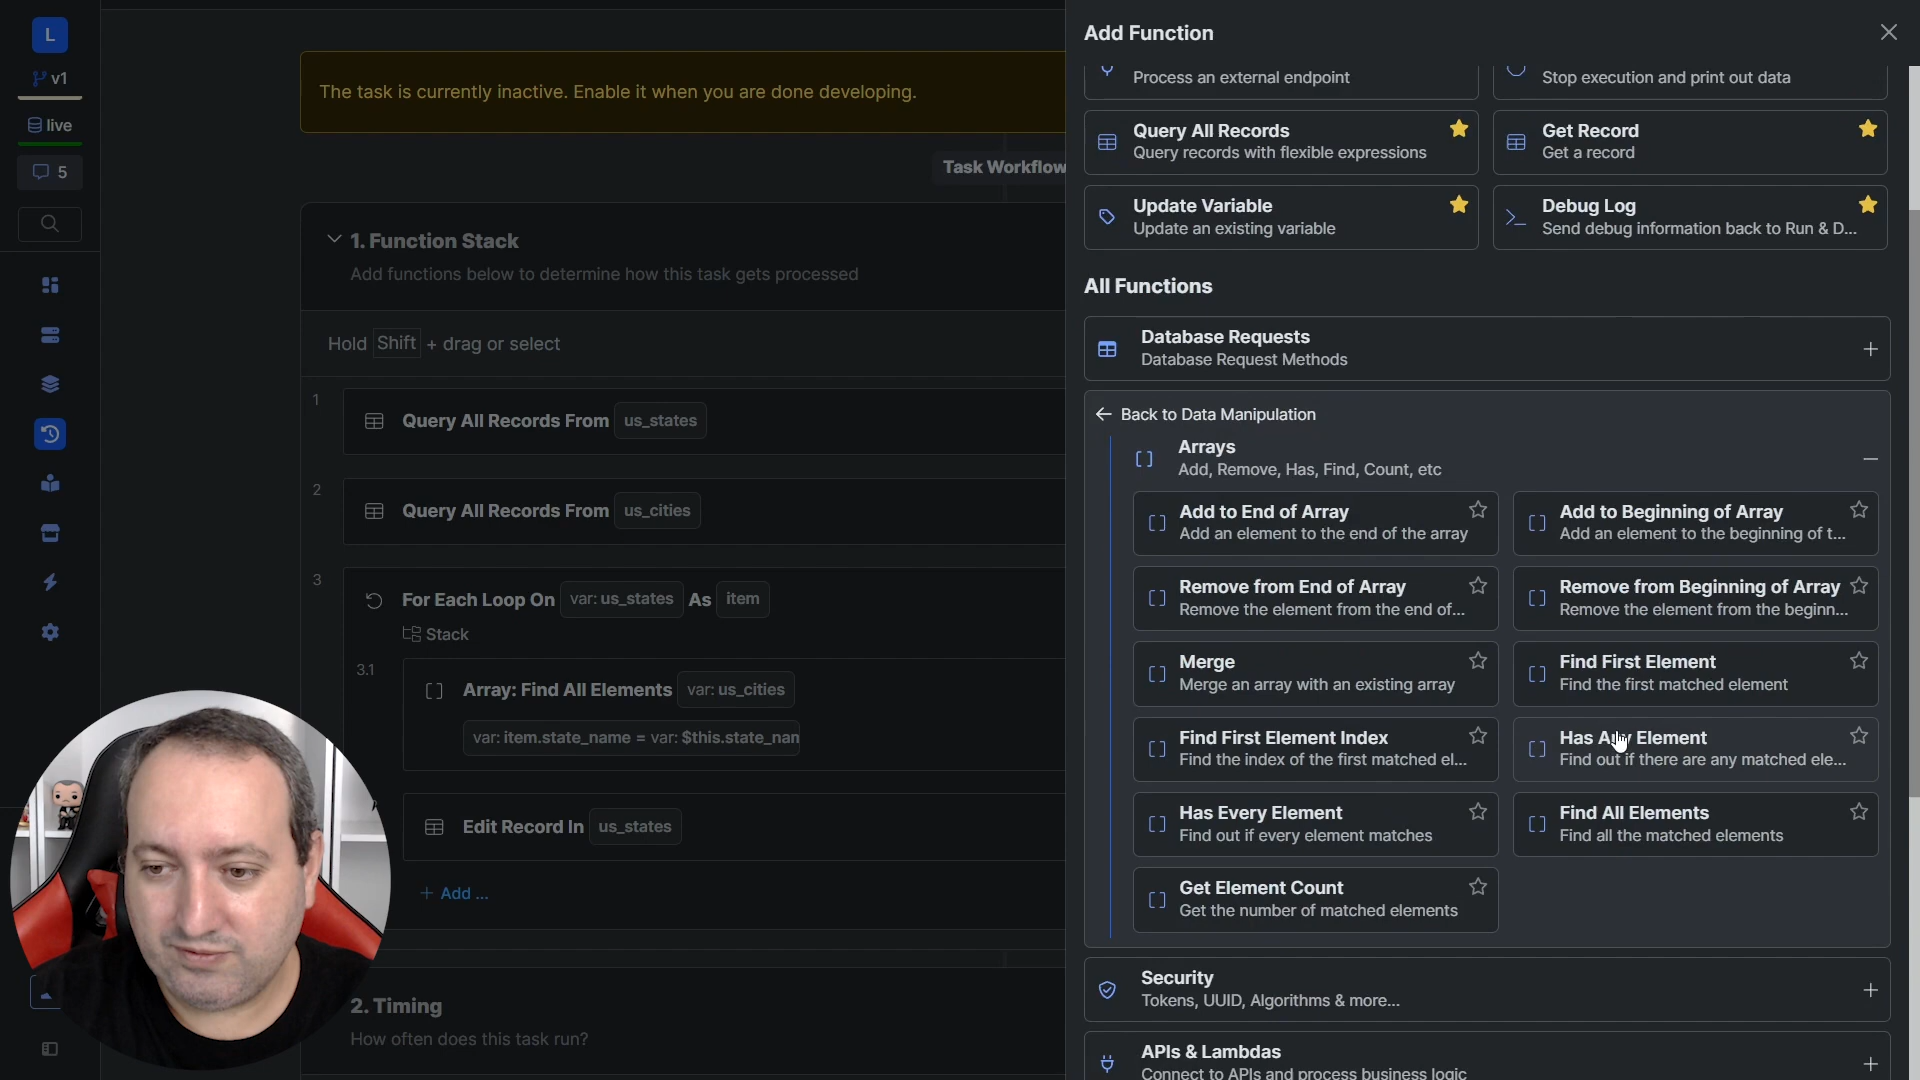 L
v1
live
5
The task is currently inactive. Enable it when you are done developing.
Task Workflow
1. Function Stack
Add functions below to determine how this task gets processed
Hold Shift + drag or select
1
Query All Records From us_states
2
Query All Records From us_cities
3
For Each Loop On var: us_states As item
Stack
3.1
Array: Find All Elements var: us_cities
var: item.state_name = var: $this.state_nan
Edit Record In us_states
+ Add ...
2. Timing
How often does this task run?
Add Function
Process an external endpoint
Stop execution and print out data
Query All Records
Query records with flexible expressions
Get Record
Get a record
Update Variable
Update an existing variable
Debug Log
Send debug information back to Run & D...
All Functions
Database Requests
Database Request Methods
Back to Data Manipulation
Arrays
Add, Remove, Has, Find, Count, etc
Add to End of Array
Add an element to the end of the array
Add to Beginning of Array
Add an element to the beginning of t...
Remove from End of Array
Remove the element from the end of...
Remove from Beginning of Array
Remove the element from the beginn...
Merge
Merge an array with an existing array
Find First Element
Find the first matched element
Find First Element Index
Find the index of the first matched el...
Has Any Element
Find out if there are any matched ele...
Has Every Element
Find out if every element matches
Find All Elements
Find all the matched elements
Get Element Count
Get the number of matched elements
Security
Tokens, UUID, Algorithms & more...
APIs & Lambdas
Connect to APIs and process business logic